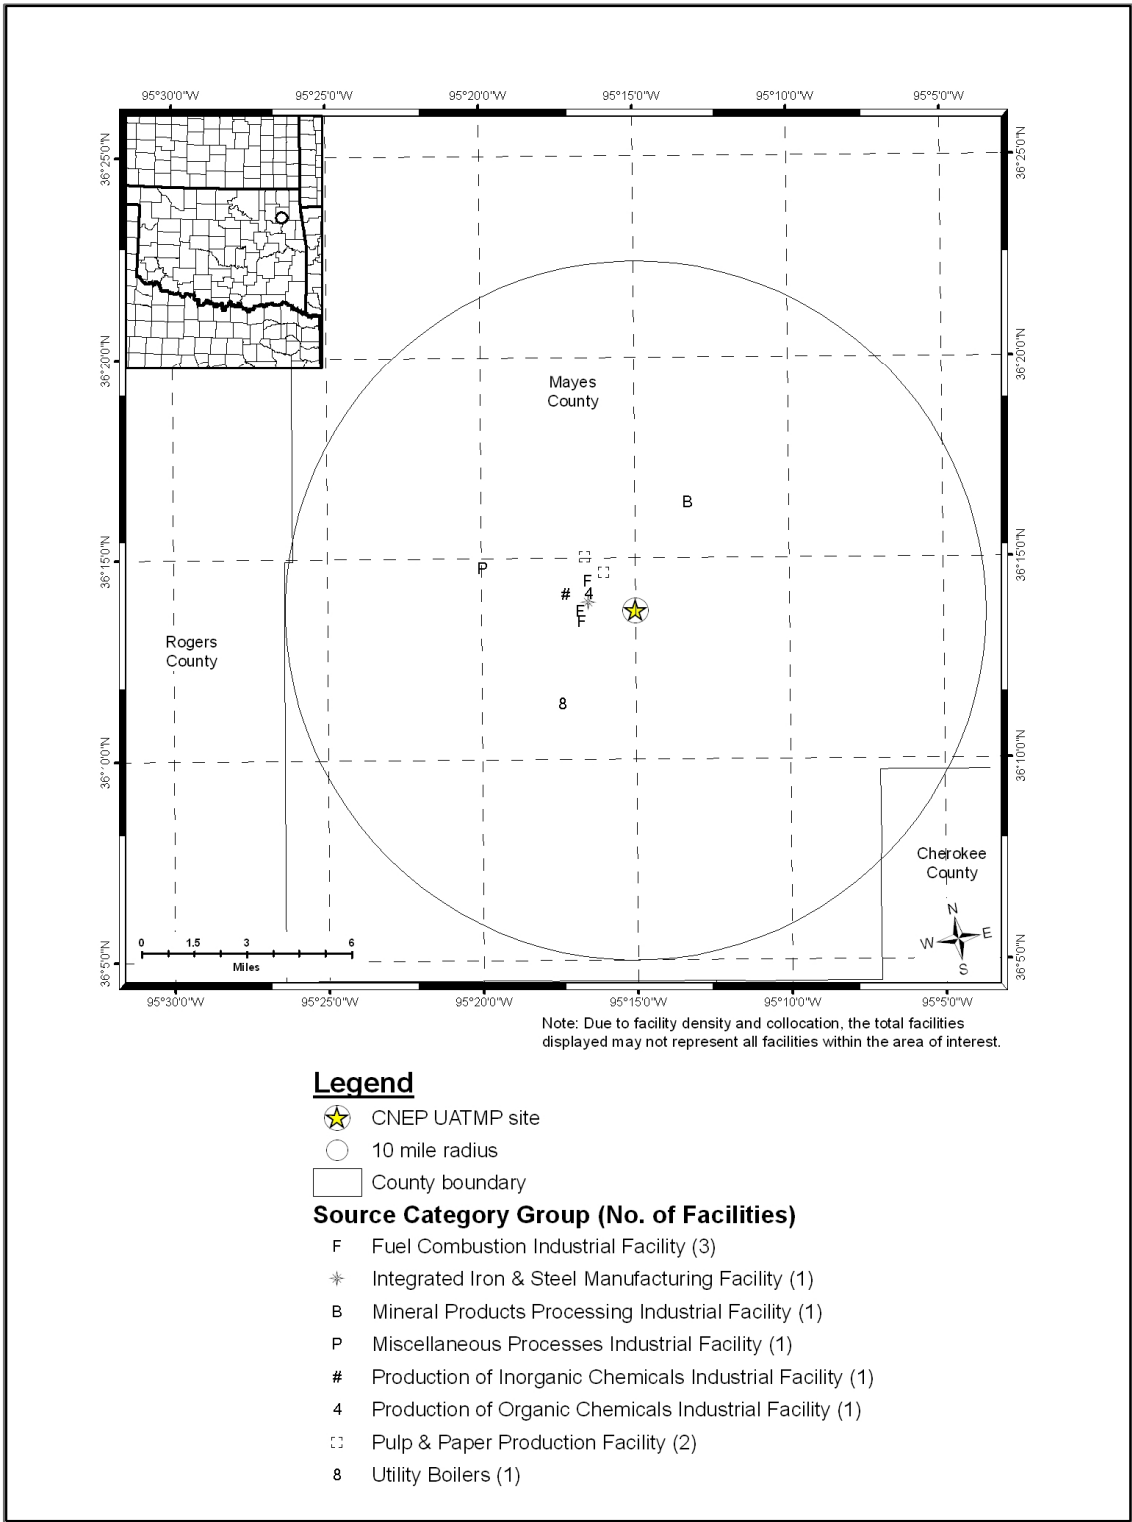 95°30'0"W 95°25'0"W 95°20'0"W 95°15'0"W 95°10'0"W 95°5'0"W
36°25'0"N 36°25'0"N
36°20'0"N 36°20'0"N
Mayes
County
B
36°15'0"N 36°15'0"N
P
F
# 4
E
F
Rogers
County
8
36°10'0"N 36°10'0"N
Cherokee
County
N
W E
S
0 1.5 3 6
Miles
36°5'0"N 36°5'0"N
95°30'0"W 95°25'0"W 95°20'0"W 95°15'0"W 95°10'0"W 95°5'0"W
Note: Due to facility density and collocation, the total facilities
displayed may not represent all facilities within the area of interest.
Legend
CNEP UATMP site
10 mile radius
County boundary
Source Category Group (No. of Facilities)
F Fuel Combustion Industrial Facility (3)
Integrated Iron & Steel Manufacturing Facility (1)
B Mineral Products Processing Industrial Facility (1)
P Miscellaneous Processes Industrial Facility (1)
# Production of Inorganic Chemicals Industrial Facility (1)
4 Production of Organic Chemicals Industrial Facility (1)
Pulp & Paper Production Facility (2)
8 Utility Boilers (1)